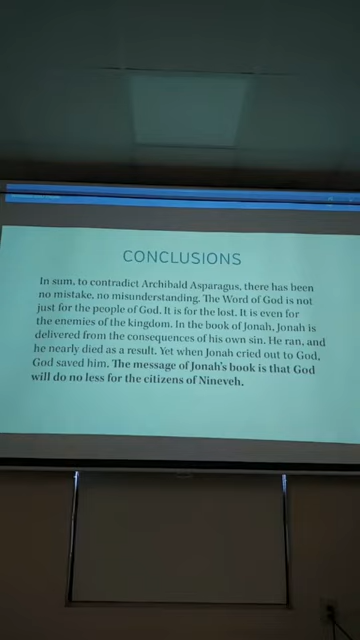 CONCLUSIONS
In sum, to contradict Archibald Asparagus, there has been
no mistake, no misunderstanding. The Word of God is not
just for the people of God. It is for the lost. It is even for
the enemies of the kingdom. In the book of Jonah, Jonah is
delivered from the consequences of his own sin. He ran, and
he nearly died as a result. Yet when Jonah cried out to God,
God saved him. The message of Jonah's book is that God
will do no less for the citizens of Nineveh.